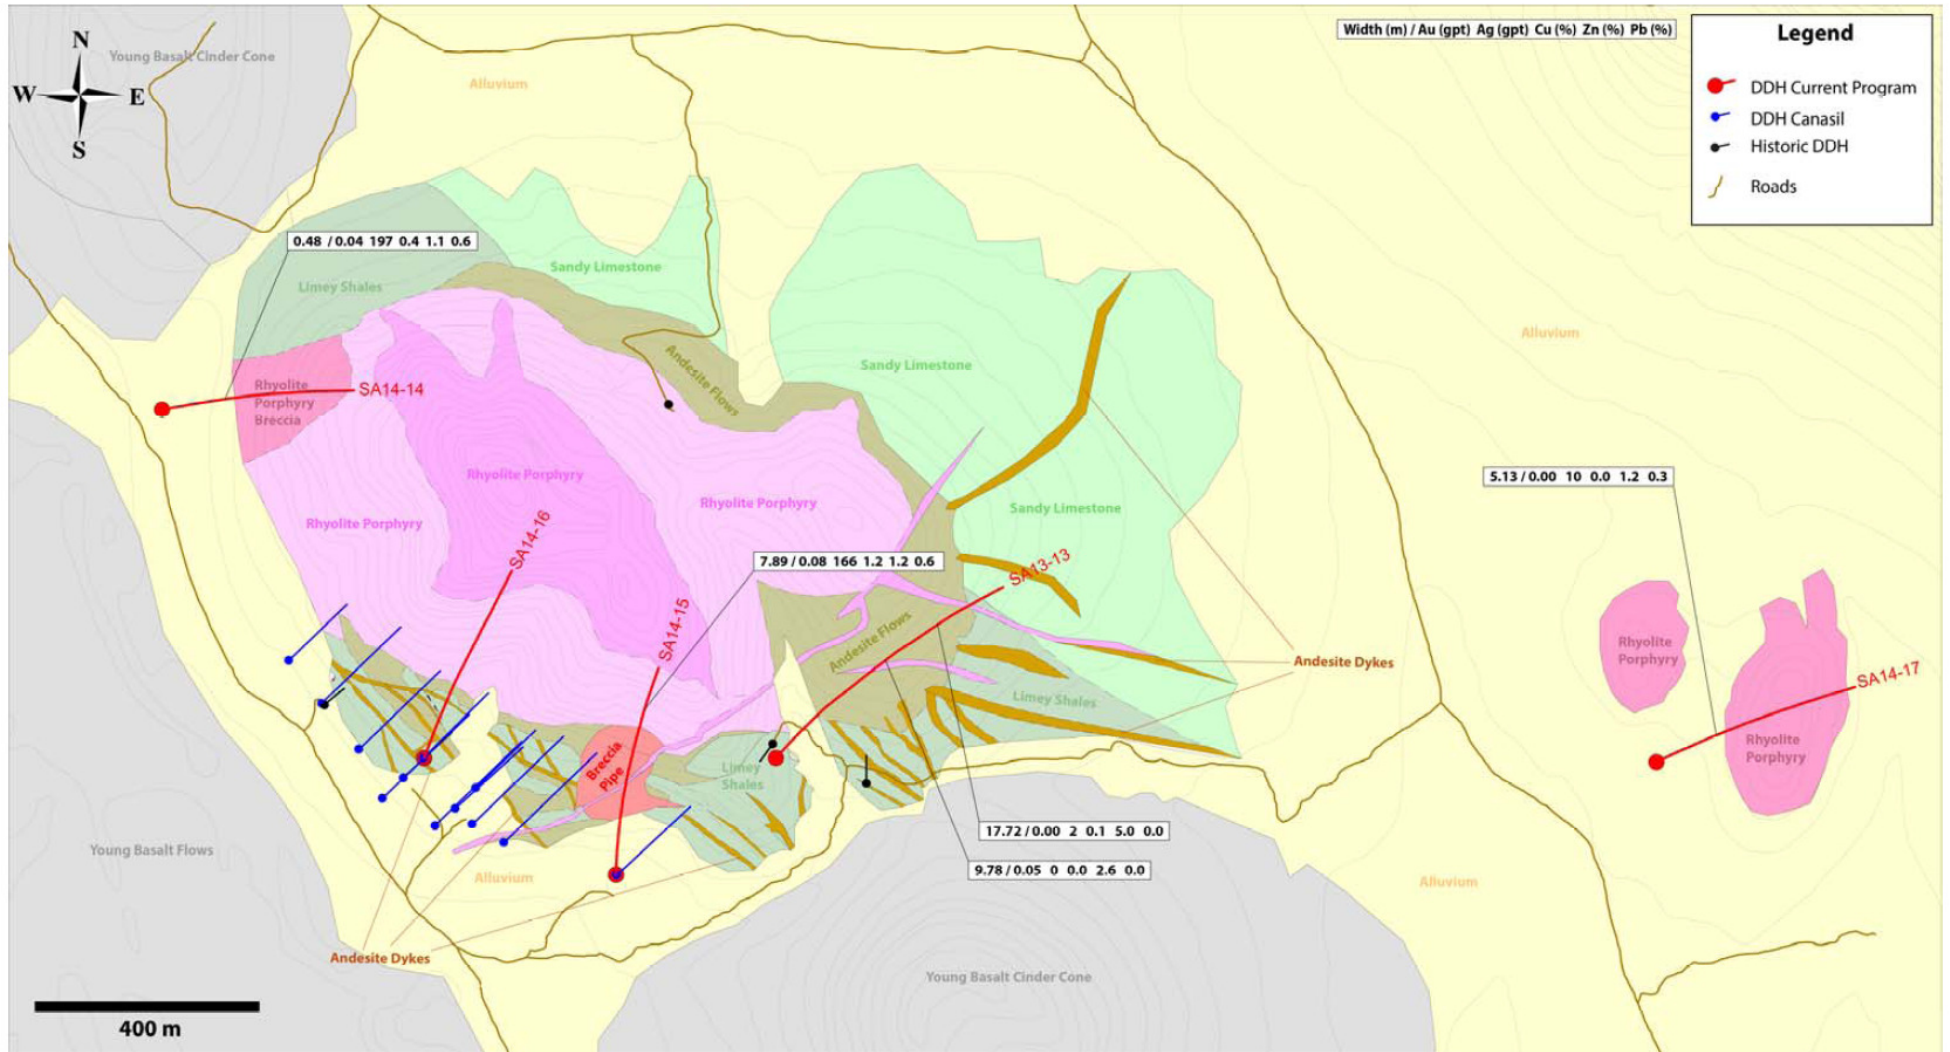 N
W E
S
Young Basalt Cinder Cone
Alluvium
Width (m) / Au (gpt) Ag (gpt) Cu (%) Zn (%) Pb (%)
Legend
DDH Current Program
DDH Canasil
Historic DDH
Roads
0.48 / 0.04 197 0.4 1.1 0.6
Limey Shales
Sandy Limestone
Sandy Limestone
Alluvium
Andesite Flows
Rhyolite
Porphyry
Breccia
SA14-14
Rhyolite Porphyry
Rhyolite Porphyry
Rhyolite Porphyry
Sandy Limestone
5.13 / 0.00 10 0.0 1.2 0.3
SA14-16
7.89 / 0.08 166 1.2 1.2 0.6
SA13-13
SA14-15
Andesite Flows
Rhyolite
Porphyry
Andesite Dykes
SA14-17
Limey Shales
Breccia
Pipe
Limey
Shales
Rhyolite
Porphyry
17.72 / 0.00 2 0.1 5.0 0.0
9.78 / 0.05 0 0.0 2.6 0.0
Young Basalt Flows
Alluvium
Alluvium
Andesite Dykes
Young Basalt Cinder Cone
400 m